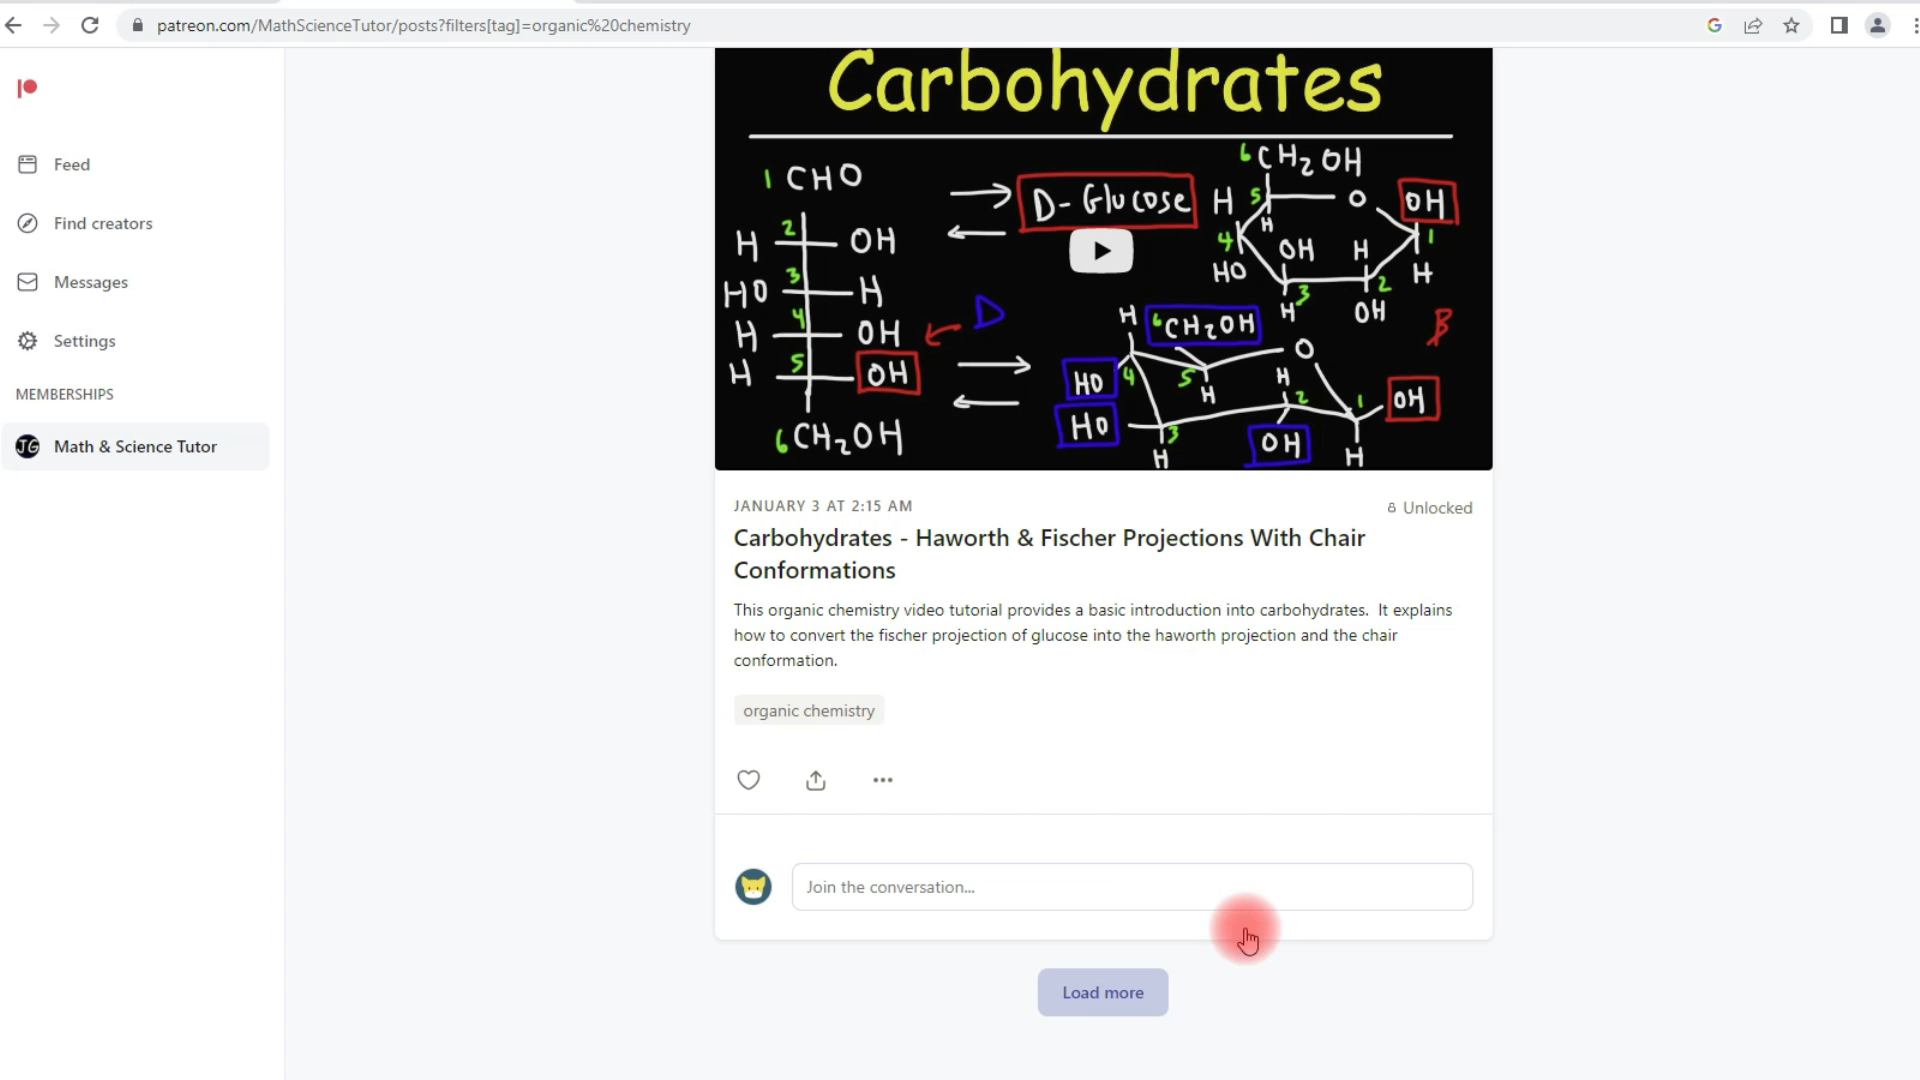 patreon.com/MathScienceTutor/posts?filters[tag]=organic%20chemistry
Feed
Find creators
Messages
Settings
MEMBERSHIPS
JG Math & Science Tutor
Carbohydrates
1 CHO
H 2 OH
HO 3 H
H 4 OH
H 5 OH
6 CH2OH
D
D-Glucose
6 CH2OH
H 5 O OH
H
4 OH H 1
HO H
3 2
H OH
β
H 6 CH2OH O
HO 4 5 H H 2 1 OH
HO 3 OH H
H
JANUARY 3 AT 2:15 AM
Unlocked
Carbohydrates - Haworth & Fischer Projections With Chair
Conformations
This organic chemistry video tutorial provides a basic introduction into carbohydrates. It explains
how to convert the fischer projection of glucose into the haworth projection and the chair
conformation.
organic chemistry
Join the conversation...
Load more